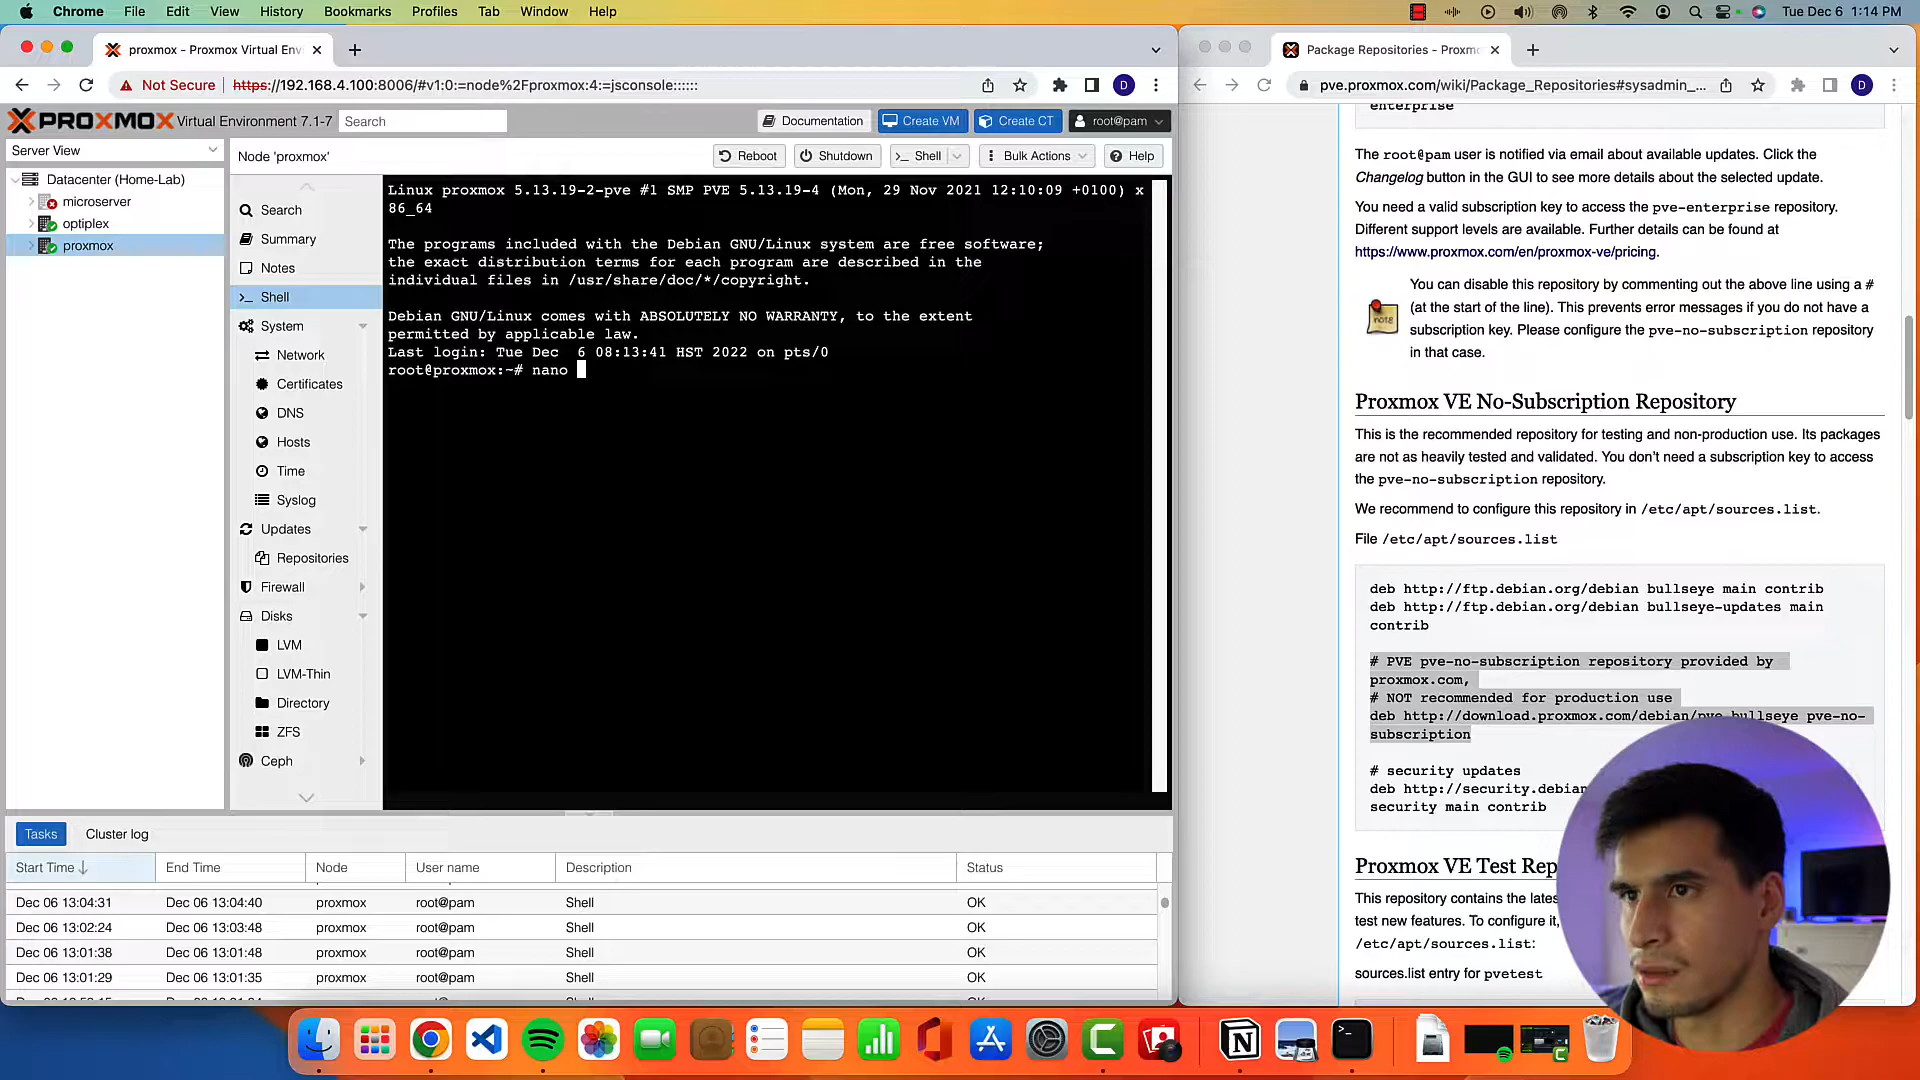 Chrome File Edit View History Bookmarks Profiles Tab Window Help
Tue Dec 6 1:14 PM
proxmox - Proxmox Virtual Envi
Not Secure https://192.168.4.100:8006/#v1:0:=node%2Fproxmox:4:=jsconsole::::::
D
PROXMOX Virtual Environment 7.1-7
Search
Documentation
Create VM
Create CT
root@pam
Server View
Datacenter (Home-Lab)
microserver
optiplex
proxmox
Node 'proxmox'
Reboot
Shutdown
Shell
Bulk Actions
Help
Search
Summary
Notes
Shell
System
Network
Certificates
DNS
Hosts
Time
Syslog
Updates
Repositories
Firewall
Disks
LVM
LVM-Thin
Directory
ZFS
Ceph
Linux proxmox 5.13.19-2-pve #1 SMP PVE 5.13.19-4 (Mon, 29 Nov 2021 12:10:09 +0100) x
86_64
The programs included with the Debian GNU/Linux system are free software;
the exact distribution terms for each program are described in the
individual files in /usr/share/doc/*/copyright.
Debian GNU/Linux comes with ABSOLUTELY NO WARRANTY, to the extent
permitted by applicable law.
Last login: Tue Dec  6 08:13:41 HST 2022 on pts/0
root@proxmox:~# nano
Tasks
Cluster log
Start Time End Time Node User name Description Status
Dec 06 13:04:31 Dec 06 13:04:40 proxmox root@pam Shell OK
Dec 06 13:02:24 Dec 06 13:03:48 proxmox root@pam Shell OK
Dec 06 13:01:38 Dec 06 13:01:48 proxmox root@pam Shell OK
Dec 06 13:01:29 Dec 06 13:01:35 proxmox root@pam Shell OK
Package Repositories - Proxm
pve.proxmox.com/wiki/Package_Repositories#sysadmin_...
D
enterprise
The root@pam user is notified via email about available updates. Click the
Changelog button in the GUI to see more details about the selected update.
You need a valid subscription key to access the pve-enterprise repository.
Different support levels are available. Further details can be found at
https://www.proxmox.com/en/proxmox-ve/pricing.
note
You can disable this repository by commenting out the above line using a #
(at the start of the line). This prevents error messages if you do not have a
subscription key. Please configure the pve-no-subscription repository
in that case.
Proxmox VE No-Subscription Repository
This is the recommended repository for testing and non-production use. Its packages
are not as heavily tested and validated. You don't need a subscription key to access
the pve-no-subscription repository.
We recommend to configure this repository in /etc/apt/sources.list.
File /etc/apt/sources.list
deb http://ftp.debian.org/debian bullseye main contrib
deb http://ftp.debian.org/debian bullseye-updates main
contrib
# PVE pve-no-subscription repository provided by
proxmox.com,
# NOT recommended for production use
deb http://download.proxmox.com/debian/pve bullseye pve-no-
subscription
# security updates
deb http://security.debian
security main contrib
Proxmox VE Test Rep
This repository contains the lates
test new features. To configure it,
/etc/apt/sources.list:
sources.list entry for pvetest